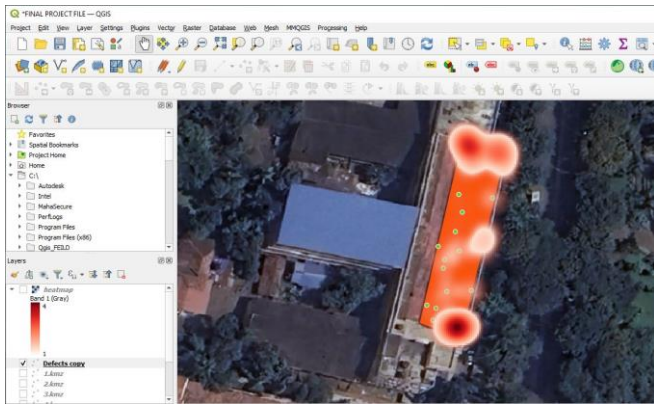 *FINAL PROJECT FILE — QGIS
Project Edit View Layer Settings Plugins Vector Raster Database Web Mesh MMQGIS Processing Help
Browser
Favorites
Spatial Bookmarks
Project Home
Home
C:\
Autodesk
Intel
MahaSecure
PerfLogs
Program Files
Program Files (x86)
Qgis_FEILD
Layers
heatmap
Band 1 (Gray)
4
1
Defects copy
1.kmz
2.kmz
3.kmz